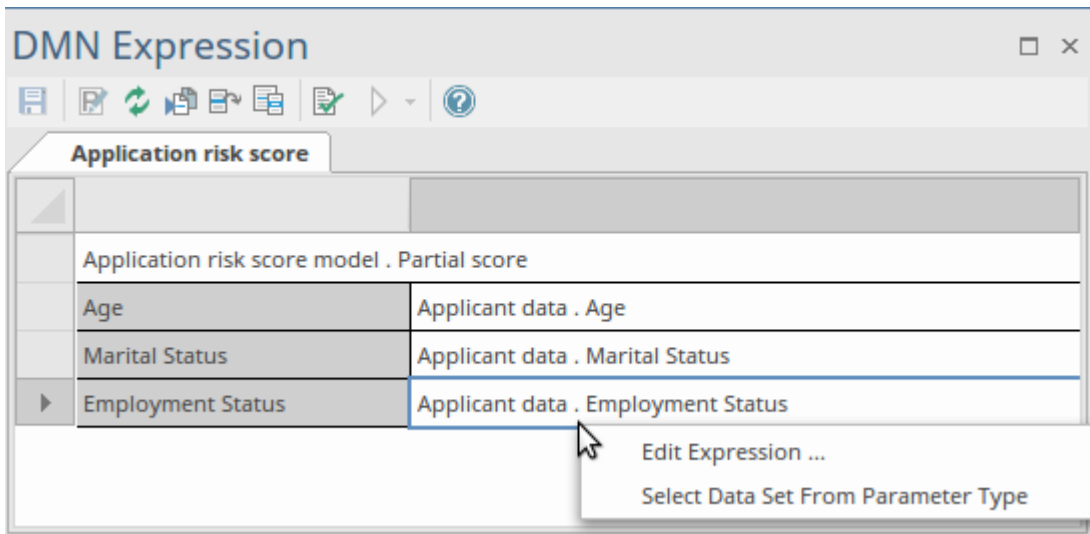 DMN Expression
Application risk score
Application risk score model . Partial score
Age
Applicant data . Age
Marital Status
Applicant data . Marital Status
Employment Status
Applicant data . Employment Status
Edit Expression ...
Select Data Set From Parameter Type